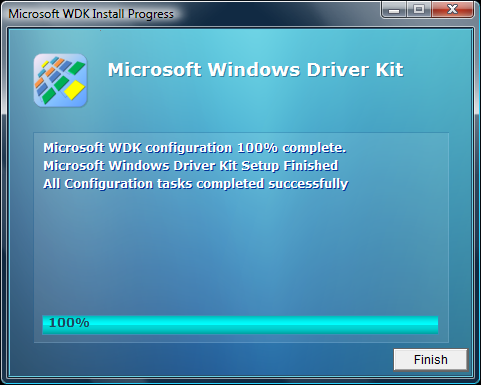 Microsoft WDK Install Progress
Microsoft Windows Driver Kit
Microsoft WDK configuration 100% complete.
Microsoft Windows Driver Kit Setup Finished
All Configuration tasks completed successfully
100%
Finish